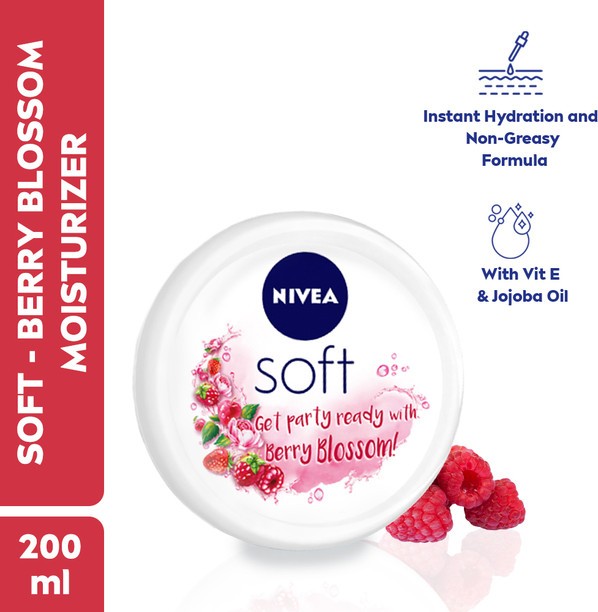 SOFT - BERRY BLOSSOM
MOISTURIZER
200
ml
Instant Hydration and
Non-Greasy
Formula
With Vit E
& Jojoba Oil
NIVEA
soft
Get party ready with
Berry Blossom!